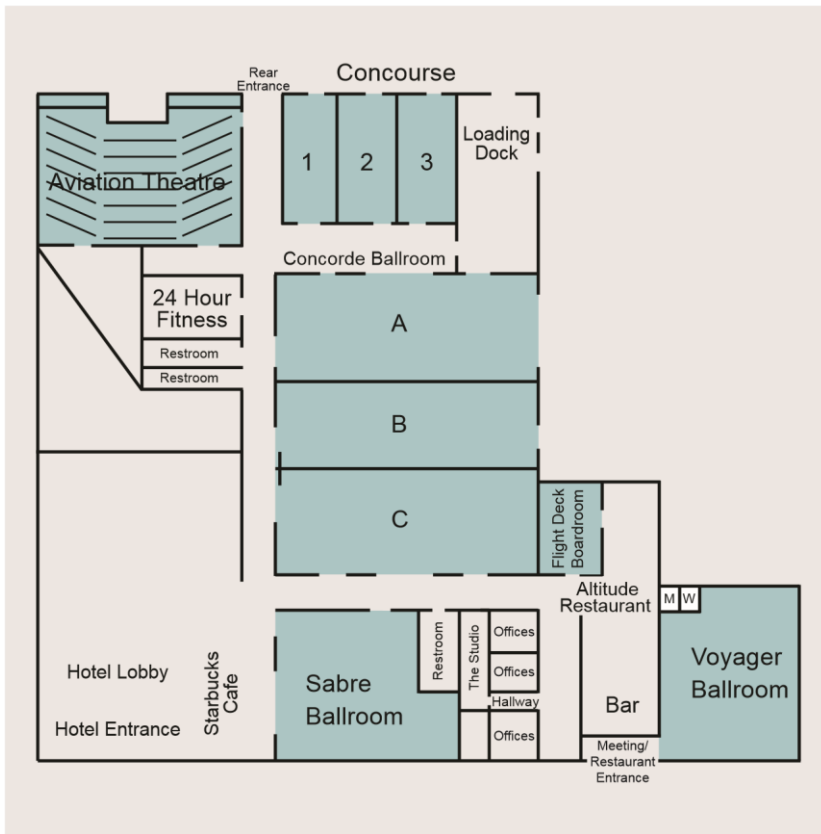 Rear
Entrance
Concourse
1
2
3
Loading
Dock
Aviation Theatre
Concorde Ballroom
24 Hour
Fitness
Restroom
Restroom
A
B
C
Flight Deck
Boardroom
Altitude
Restaurant
M
W
Voyager
Ballroom
Restroom
The Studio
Offices
Offices
Hallway
Offices
Sabre
Ballroom
Hotel Lobby
Hotel Entrance
Starbucks
Cafe
Bar
Meeting/
Restaurant
Entrance